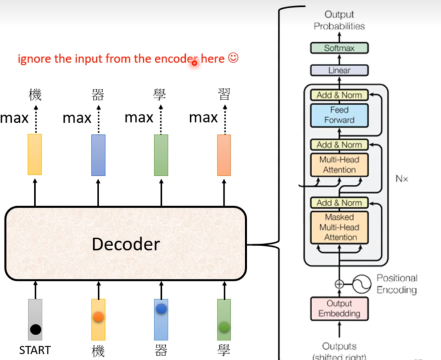 ignore the input from the encoder here ☺
機 器 學 習
max max max max
Decoder
START 機 器 學
Output
Probabilities
Softmax
Linear
Add & Norm
Feed
Forward
Add & Norm
Multi-Head
Attention
N×
Add & Norm
Masked
Multi-Head
Attention
Positional
Encoding
Output
Embedding
Outputs
(shifted right)